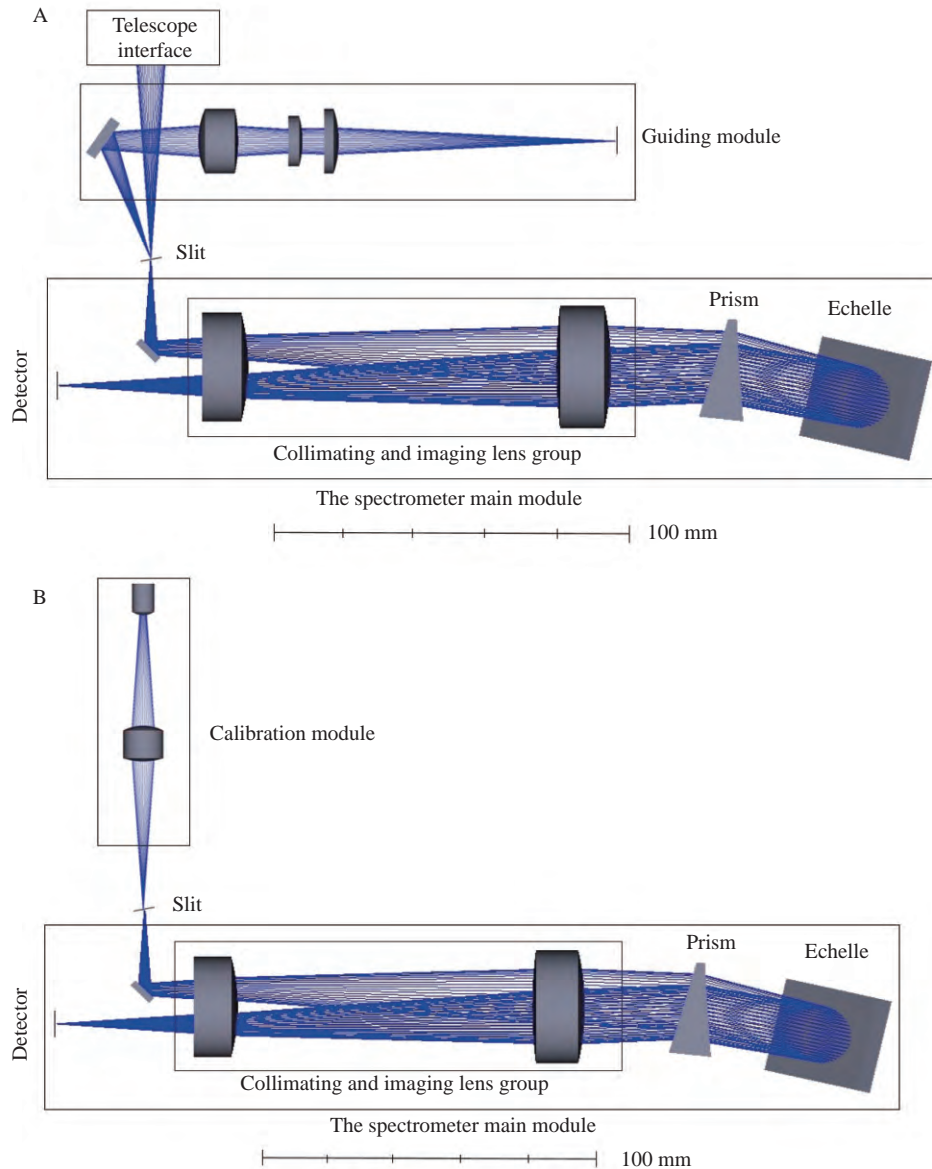 A
Telescope
interface
Guiding module
Slit
Prism
Echelle
Detector
Collimating and imaging lens group
The spectrometer main module
100 mm
B
Calibration module
Slit
Prism
Echelle
Detector
Collimating and imaging lens group
The spectrometer main module
100 mm